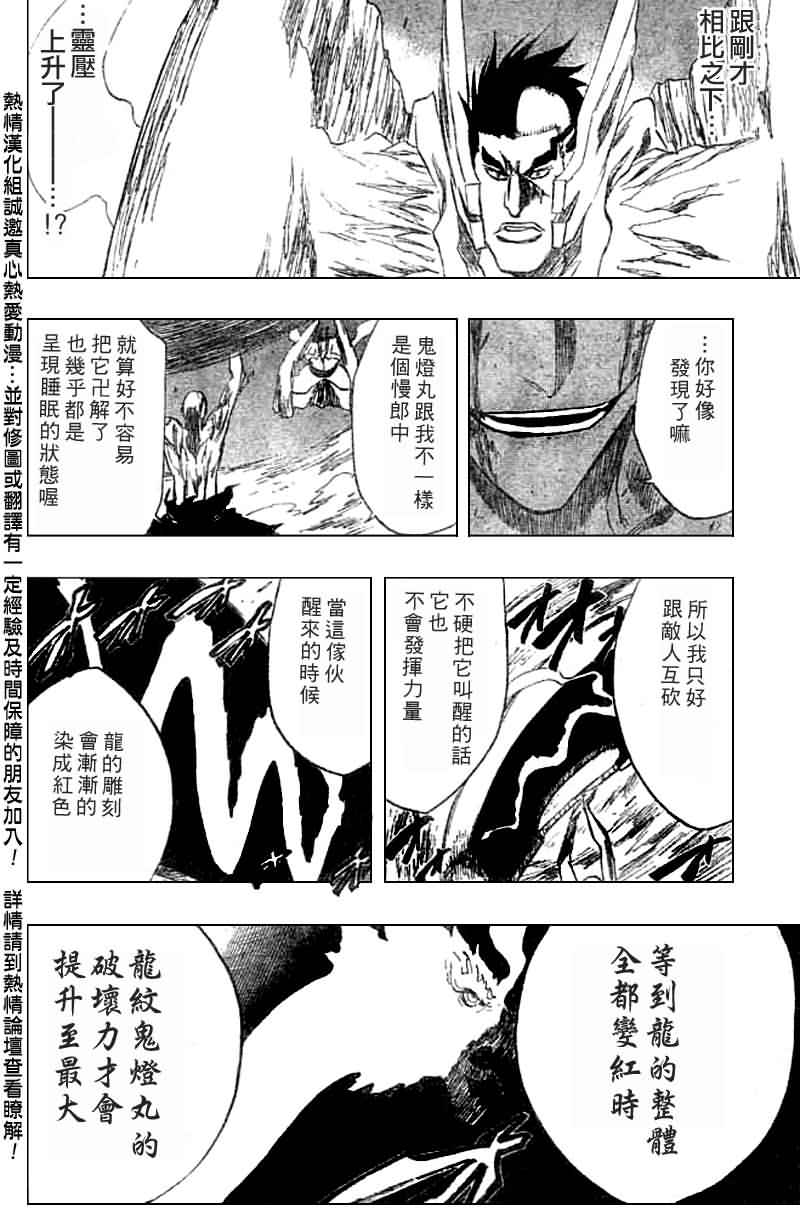 跟剛才
相比之下…
…靈壓
上升了——…!?
…你好像
發現了嘛
鬼燈丸跟我不一樣
是個慢郎中
就算好不容易
把它卍解了
也幾乎都是
呈現睡眠的狀態喔
所以我只好
跟敵人互砍
不硬把它叫醒的話
它也
不會發揮力量
當這傢伙
醒來的時候
龍的雕刻
會漸漸的
染成紅色
等到龍的整體
全都變紅時
龍紋鬼燈丸的
破壞力才會
提升至最大
熱情漢化組誠邀真心熱愛動漫…並對修圖或翻譯有一定經驗及時間保障的朋友加入！ 詳情請到熱情論壇查看瞭解！